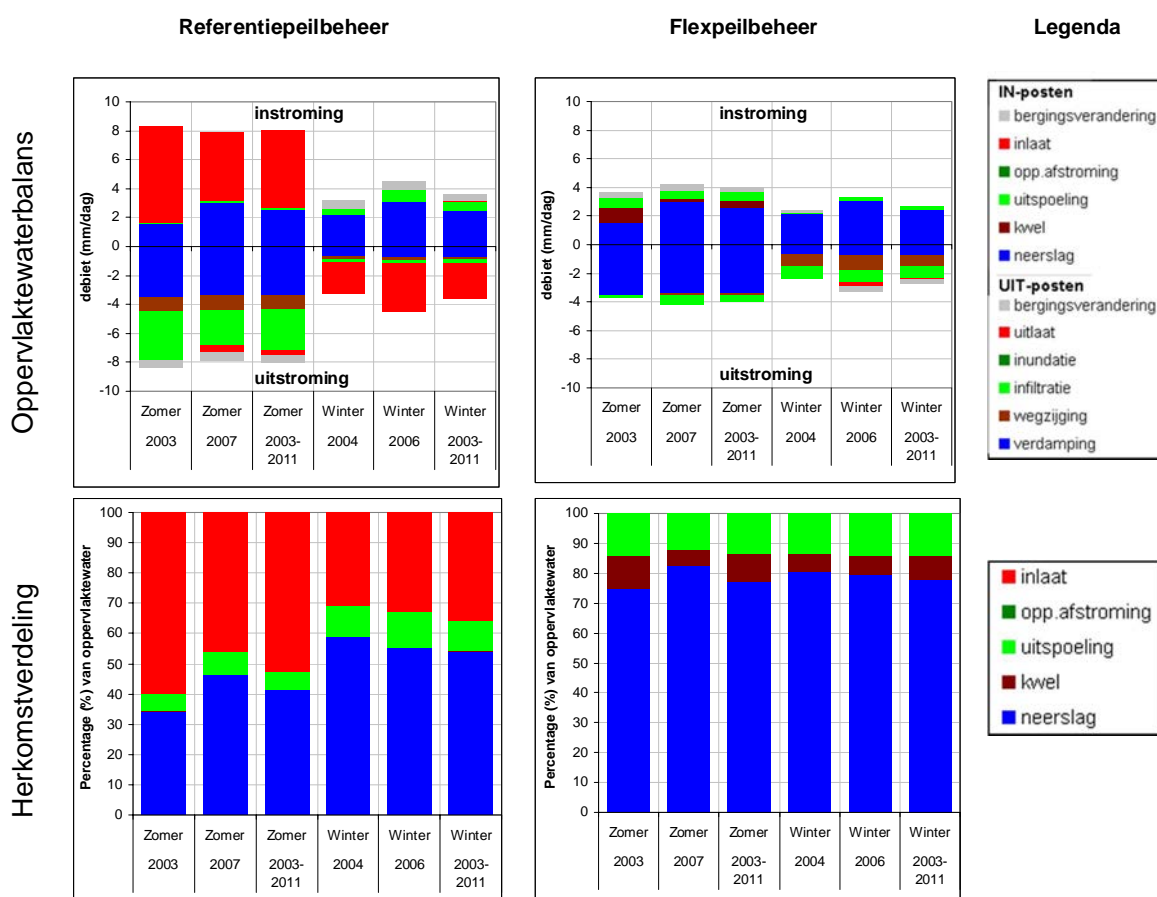 Referentiepeilbeheer
Flexpeilbeheer
Legenda
Oppervlaktewaterbalans
debiet (mm/dag)
10
8
6
4
2
0
-2
-4
-6
-8
-10
instroming
uitstroming
Zomer Zomer Zomer Winter Winter Winter
2003 2007 2003- 2004 2006 2003-
2011 2011
debiet (mm/dag)
10
8
6
4
2
0
-2
-4
-6
-8
-10
instroming
uitstroming
Zomer Zomer Zomer Winter Winter Winter
2003 2007 2003- 2004 2006 2003-
2011 2011
IN-posten
bergingsverandering
inlaat
opp.afstroming
uitspoeling
kwel
neerslag
UIT-posten
bergingsverandering
uitlaat
inundatie
infiltratie
wegzijging
verdamping
Herkomstverdeling
Percentage (%) van oppervlaktewater
100
90
80
70
60
50
40
30
20
10
0
Zomer Zomer Zomer Winter Winter Winter
2003 2007 2003- 2004 2006 2003-
2011 2011
Percentage (%) van oppervlaktewater
100
90
80
70
60
50
40
30
20
10
0
Zomer Zomer Zomer Winter Winter Winter
2003 2007 2003- 2004 2006 2003-
2011 2011
inlaat
opp.afstroming
uitspoeling
kwel
neerslag